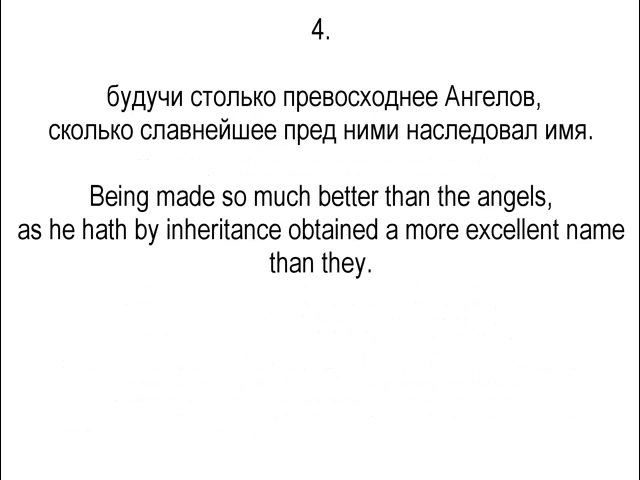 4.
будучи столько превосходнее Ангелов,
сколько славнейшее пред ними наследовал имя.
Being made so much better than the angels,
as he hath by inheritance obtained a more excellent name
than they.